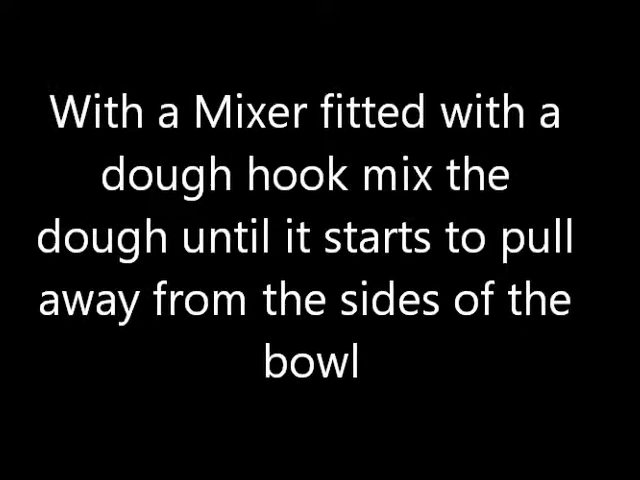 With a Mixer fitted with a
dough hook mix the
dough until it starts to pull
away from the sides of the
bowl